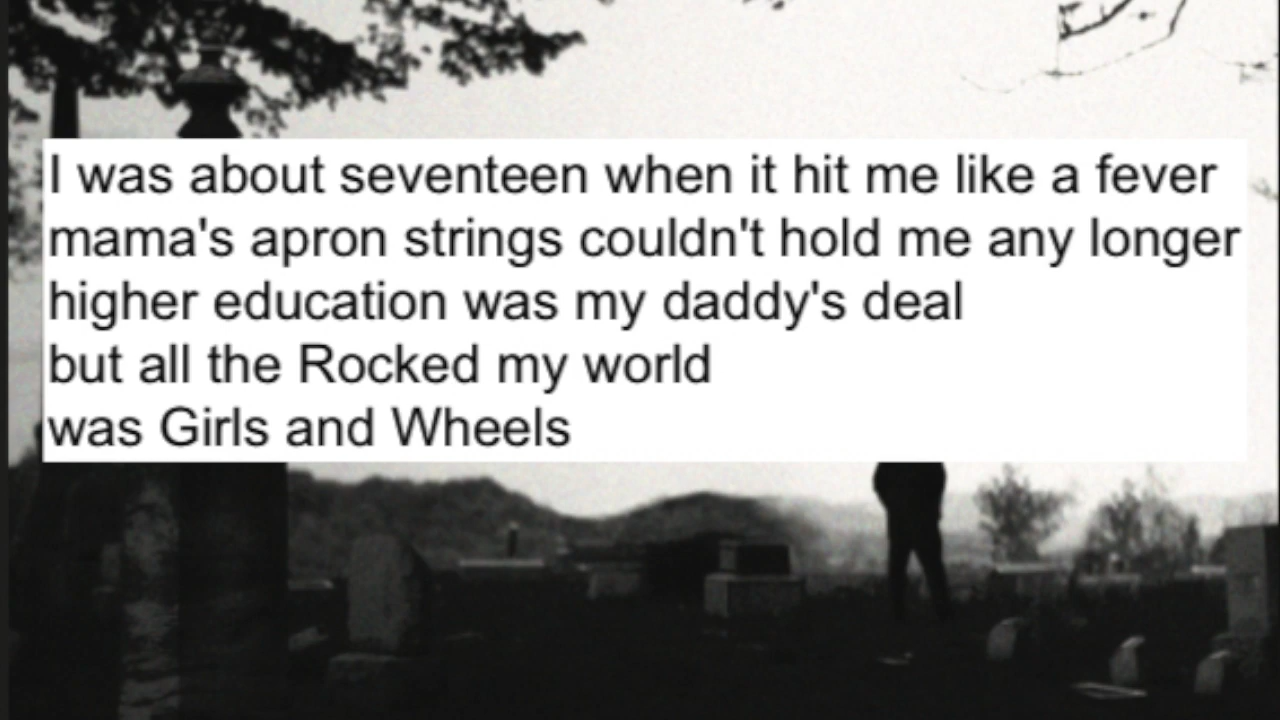 I was about seventeen when it hit me like a fever
mama's apron strings couldn't hold me any longer
higher education was my daddy's deal
but all the Rocked my world
was Girls and Wheels